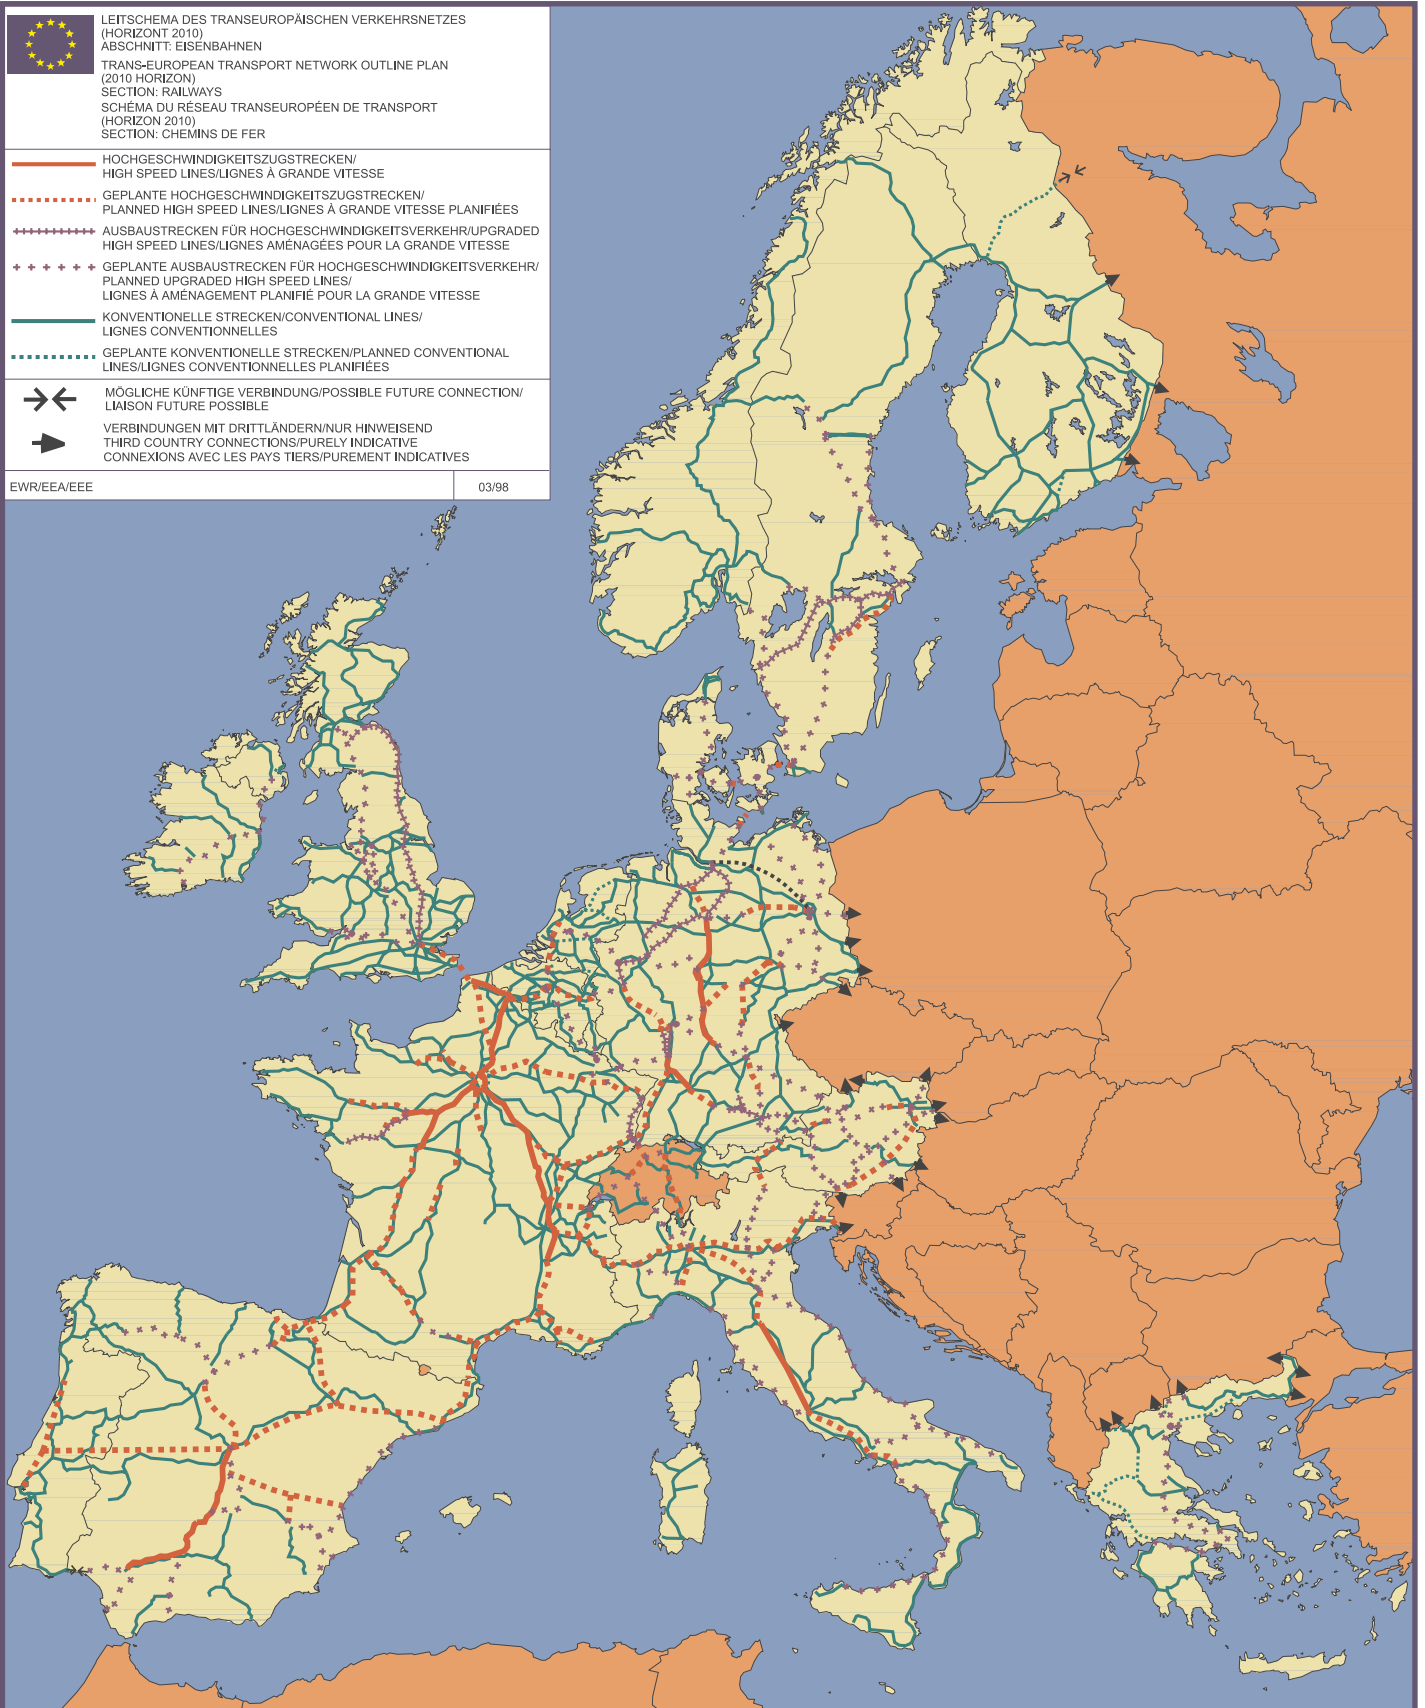 LEITSCHEMA DES TRANSEUROPÄISCHEN VERKEHRSNETZES
(HORIZONT 2010)
ABSCHNITT: EISENBAHNEN
TRANS-EUROPEAN TRANSPORT NETWORK OUTLINE PLAN
(2010 HORIZON)
SECTION: RAILWAYS
SCHÉMA DU RÉSEAU TRANSEUROPÉEN DE TRANSPORT
(HORIZON 2010)
SECTION: CHEMINS DE FER
HOCHGESCHWINDIGKEITSZUGSTRECKEN/
HIGH SPEED LINES/LIGNES À GRANDE VITESSE
GEPLANTE HOCHGESCHWINDIGKEITSZUGSTRECKEN/
PLANNED HIGH SPEED LINES/LIGNES À GRANDE VITESSE PLANIFIÉES
AUSBAUSTRECKEN FÜR HOCHGESCHWINDIGKEITSVERKEHR/UPGRADED
HIGH SPEED LINES/LIGNES AMÉNAGÉES POUR LA GRANDE VITESSE
GEPLANTE AUSBAUSTRECKEN FÜR HOCHGESCHWINDIGKEITSVERKEHR/
PLANNED UPGRADED HIGH SPEED LINES/
LIGNES À AMÉNAGEMENT PLANIFIÉ POUR LA GRANDE VITESSE
KONVENTIONELLE STRECKEN/CONVENTIONAL LINES/
LIGNES CONVENTIONNELLES
GEPLANTE KONVENTIONELLE STRECKEN/PLANNED CONVENTIONAL
LINES/LIGNES CONVENTIONNELLES PLANIFIÉES
MÖGLICHE KÜNFTIGE VERBINDUNG/POSSIBLE FUTURE CONNECTION/
LIAISON FUTURE POSSIBLE
VERBINDUNGEN MIT DRITTLÄNDERN/NUR HINWEISEND
THIRD COUNTRY CONNECTIONS/PURELY INDICATIVE
CONNEXIONS AVEC LES PAYS TIERS/PUREMENT INDICATIVES
EWR/EEA/EEE
03/98